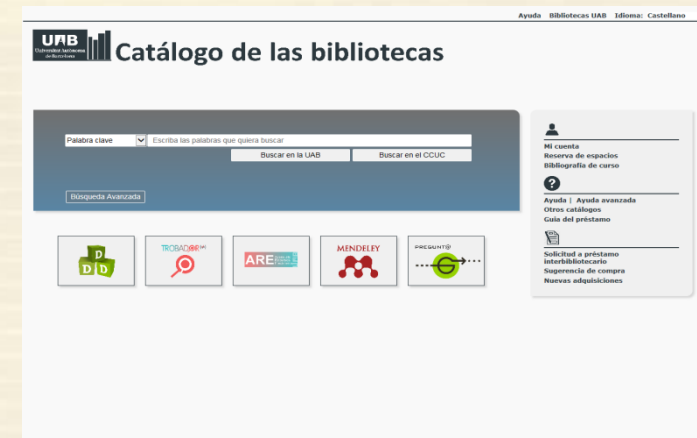 Ayuda Bibliotecas UAB Idioma: Castellano
UAB
Universitat Autònoma
de Barcelona
Catálogo de las bibliotecas
Palabra clave
Escriba las palabras que quiera buscar
Buscar en la UAB
Buscar en el CCUC
Búsqueda Avanzada
Mi cuenta
Reserva de espacios
Bibliografía de curso
?
Ayuda | Ayuda avanzada
Otros catálogos
Guía del préstamo
Solicitud a préstamo
interbibliotecario
Sugerencia de compra
Nuevas adquisiciones
D
D D
ARE
MENDELEY
PREGUNT@